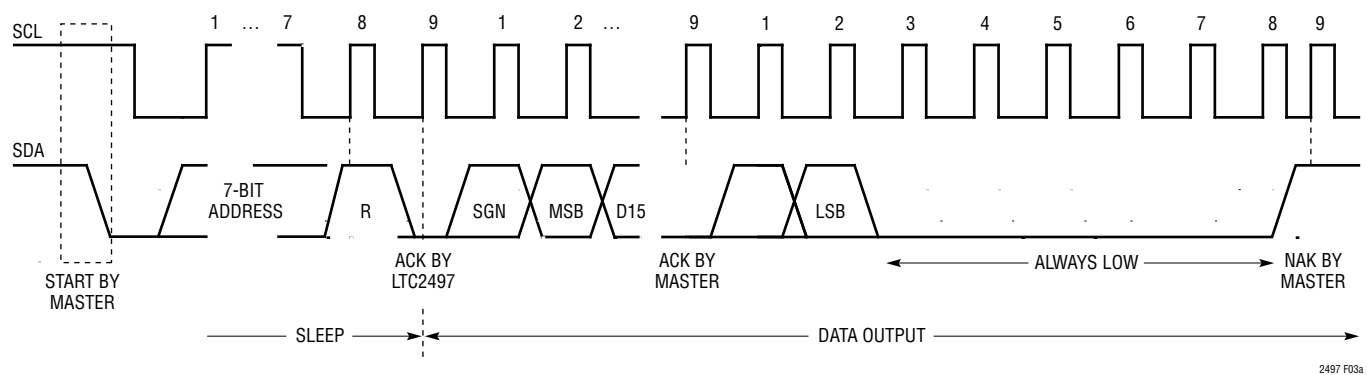 1 … 7 8 9 1 2 … 9 1 2 3 4 5 6 7 8 9
SCL
SDA
7-BIT
ADDRESS
R
SGN
MSB
D15
LSB
START BY
MASTER
ACK BY
LTC2497
ACK BY
MASTER
ALWAYS LOW
NAK BY
MASTER
SLEEP
DATA OUTPUT
2497 F03a